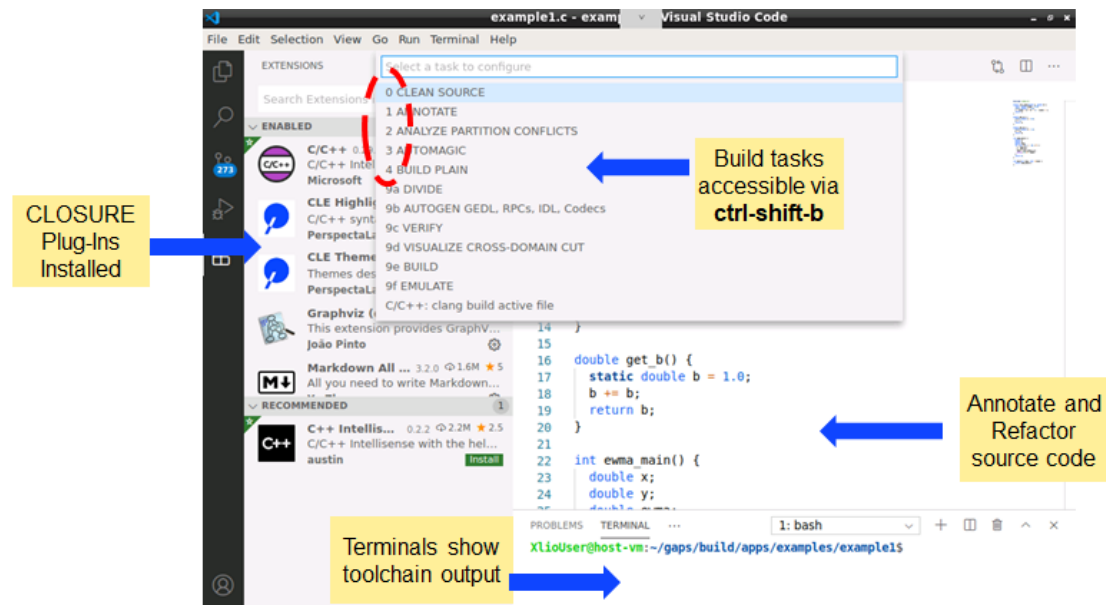 example1.c - examp Visual Studio Code
File Edit Selection View Go Run Terminal Help
EXTENSIONS
Select a task to configure
Search Extensions
0 CLEAN SOURCE
1 ANNOTATE
2 ANALYZE PARTITION CONFLICTS
3 AUTOMAGIC
4 BUILD PLAIN
9a DIVIDE
9b AUTOGEN GEDL, RPCs, IDL, Codecs
9c VERIFY
9d VISUALIZE CROSS-DOMAIN CUT
9e BUILD
9f EMULATE
C/C++: clang build active file
Build tasks
accessible via
ctrl-shift-b
CLOSURE
Plug-Ins
Installed
273
ENABLED
C/C++
C/C++ C/C++ Intel
Microsoft
CLE Highlig
C/C++ synt
PerspectaLa
CLE Theme
Themes des
PerspectaLa
Graphviz (
This extension provides GraphV...
João Pinto
Markdown All ... 3.2.0 1.6M ★ 5
M↓ All you need to write Markdown...
RECOMMENDED 1
C++ Intellis... 0.2.2 2.2M ★ 2.5
C++ C/C++ Intellisense with the hel...
austin Install
14 }
15
16 double get_b() {
17 static double b = 1.0;
18 b += b;
19 return b;
20 }
21
22 int ewma_main() {
23 double x;
24 double y;
Annotate and
Refactor
source code
PROBLEMS TERMINAL ... 1: bash
XlioUser@host-vm:~/gaps/build/apps/examples/example1$
Terminals show
toolchain output